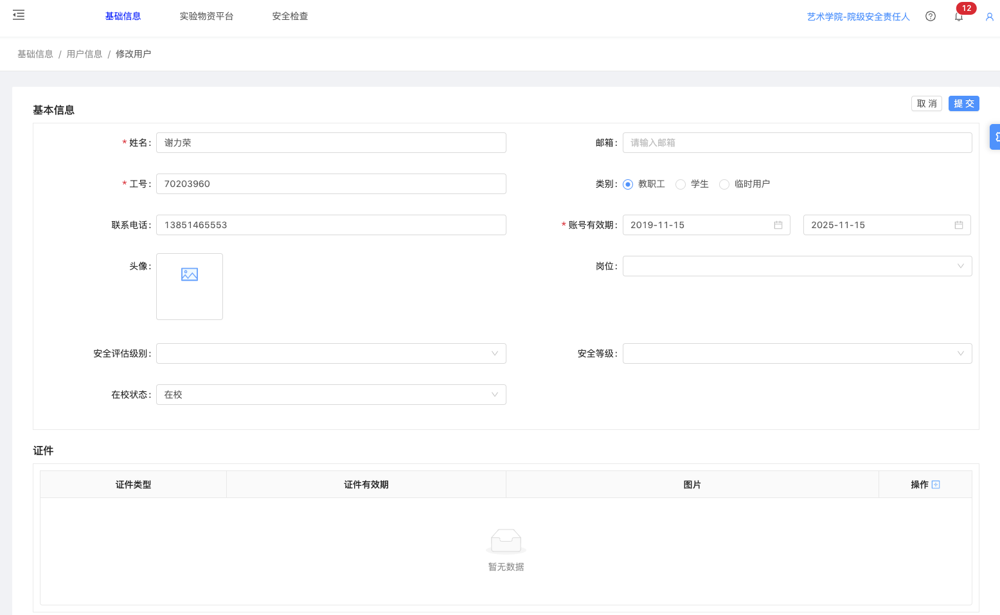 基础信息 实验物资平台 安全检查 艺术学院-院级安全责任人 12
基础信息 / 用户信息 / 修改用户
基本信息 取 消 提 交
* 姓名: 谢力荣 邮箱: 请输入邮箱
* 工号: 70203960 类别: 教职工 学生 临时用户
联系电话: 13851465553 * 账号有效期: 2019-11-15 2025-11-15
头像: 岗位:
安全评估级别: 安全等级:
在校状态: 在校
证件
证件类型 证件有效期 图片 操作
暂无数据